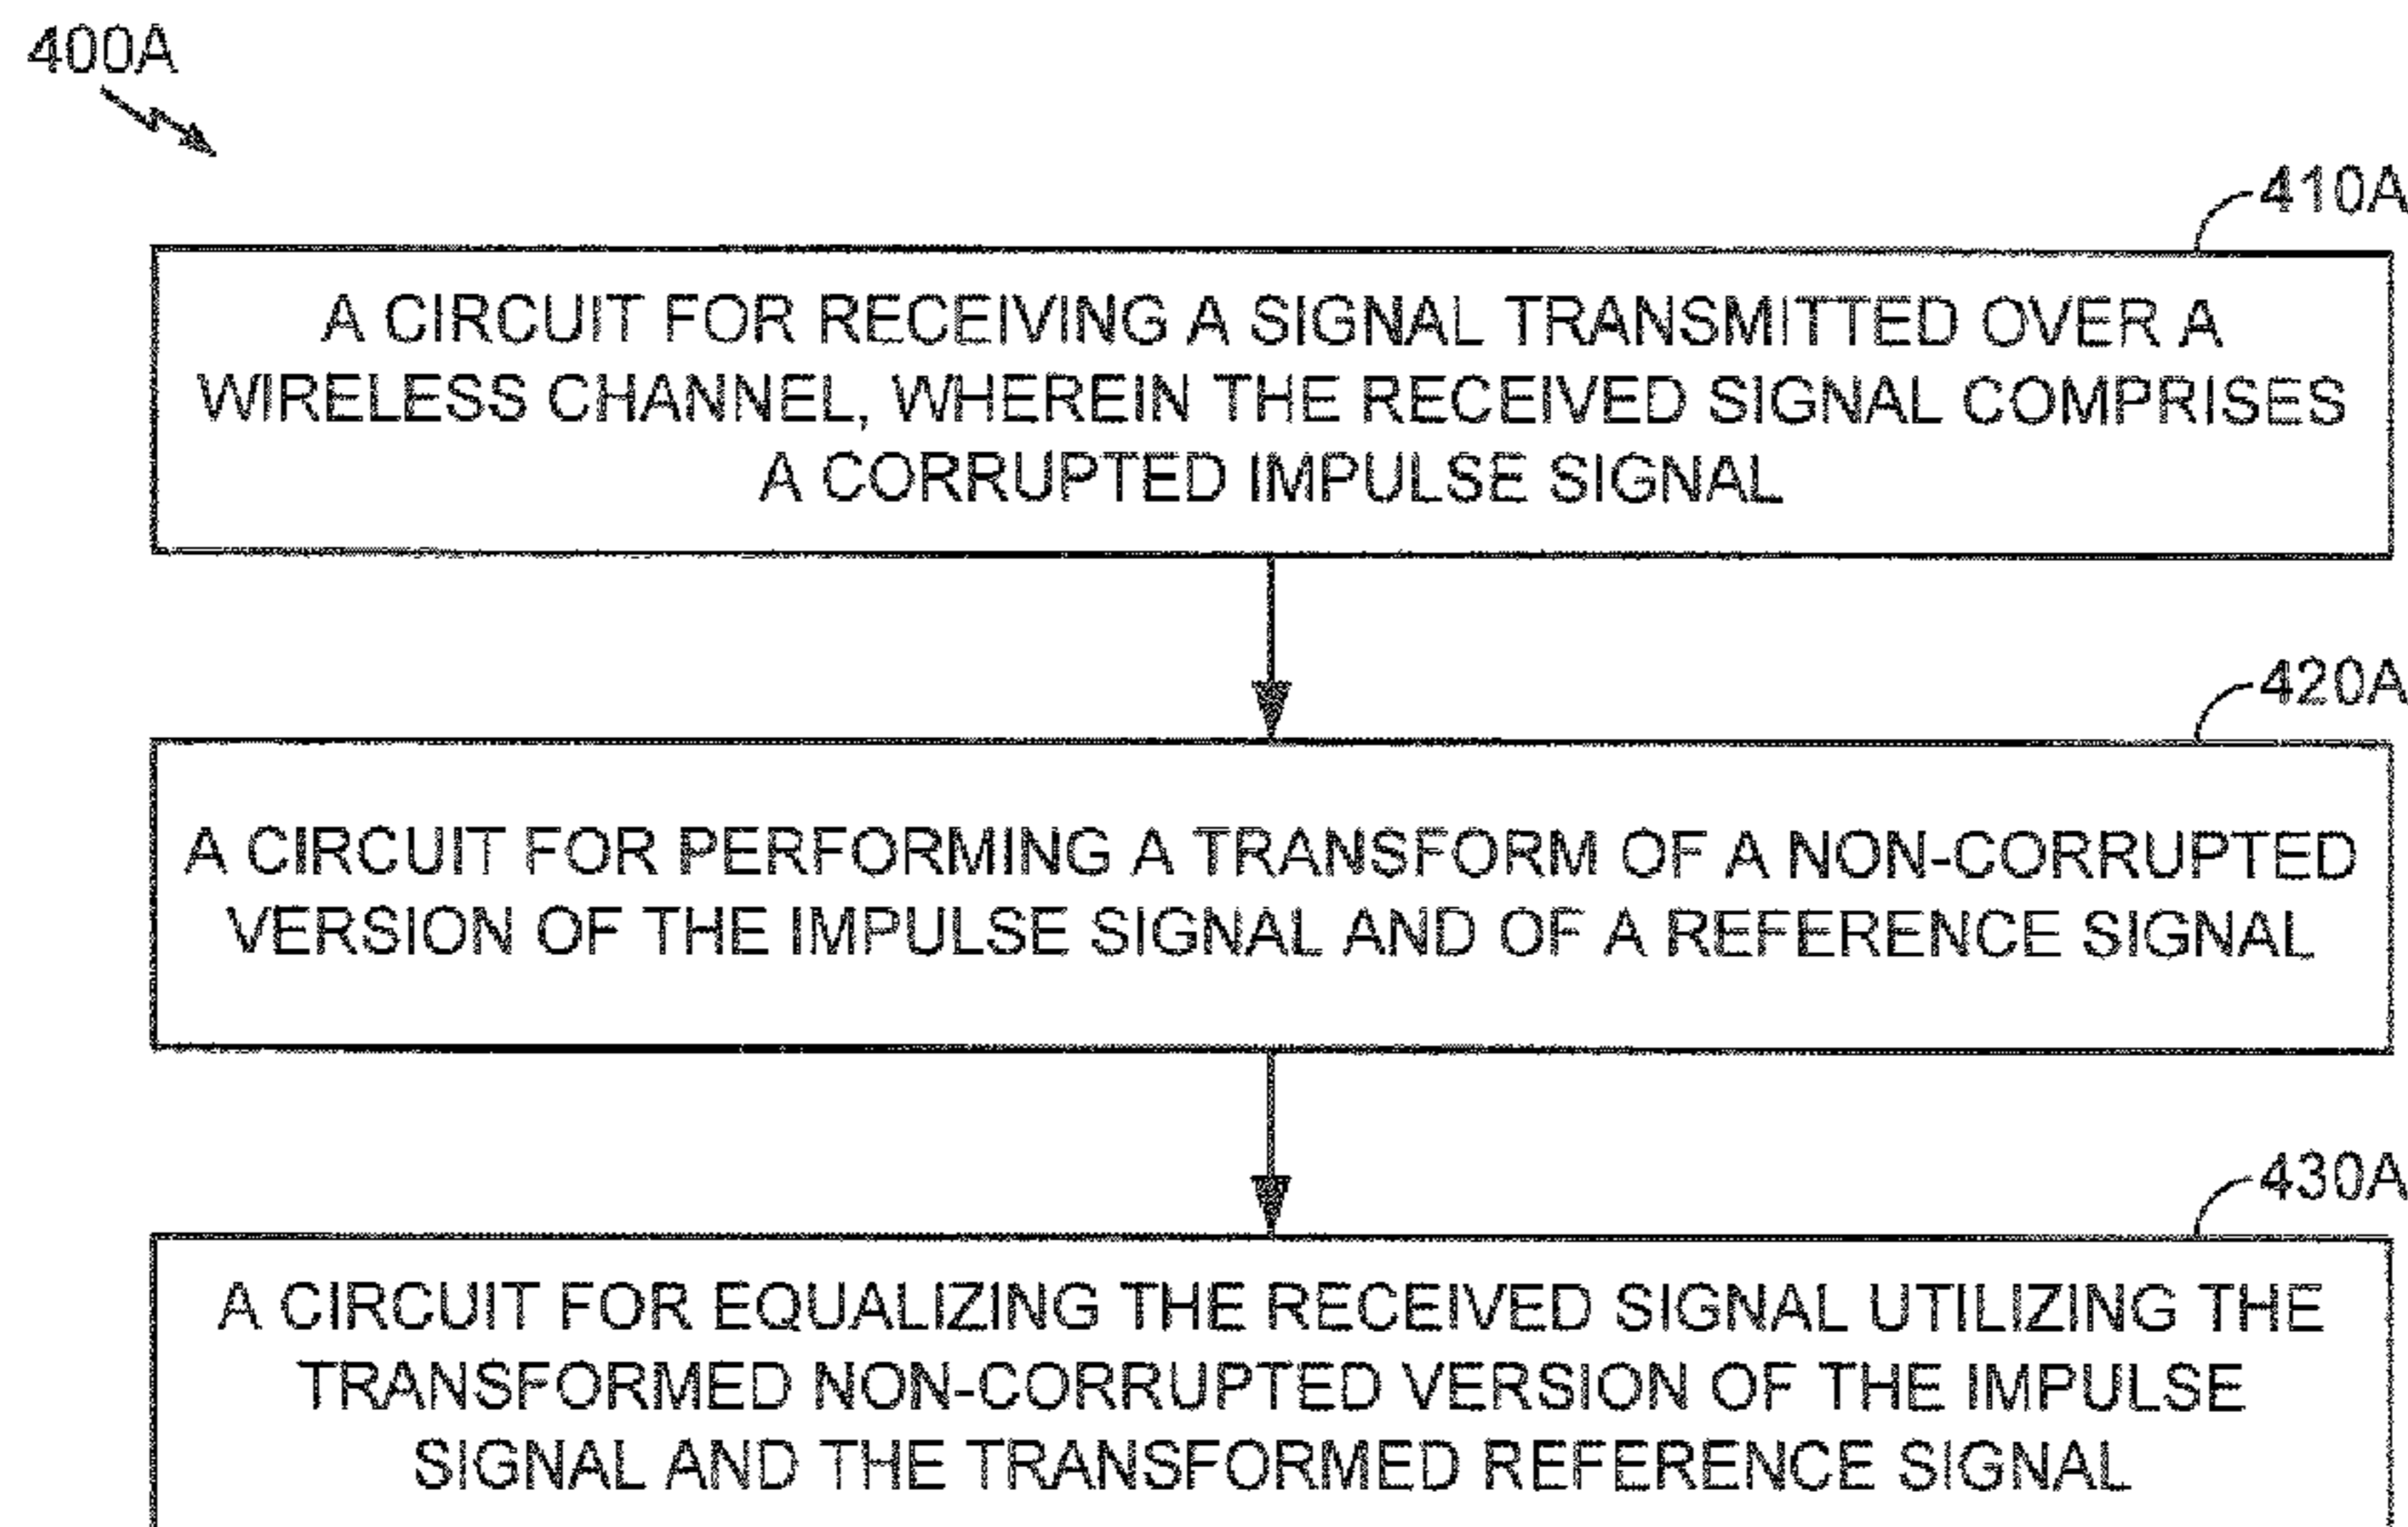 400A
410A
A CIRCUIT FOR RECEIVING A SIGNAL TRANSMITTED OVER A
WIRELESS CHANNEL, WHEREIN THE RECEIVED SIGNAL COMPRISES
A CORRUPTED IMPULSE SIGNAL
420A
A CIRCUIT FOR PERFORMING A TRANSFORM OF A NON-CORRUPTED
VERSION OF THE IMPULSE SIGNAL AND OF A REFERENCE SIGNAL
430A
A CIRCUIT FOR EQUALIZING THE RECEIVED SIGNAL UTILIZING THE
TRANSFORMED NON-CORRUPTED VERSION OF THE IMPULSE
SIGNAL AND THE TRANSFORMED REFERENCE SIGNAL